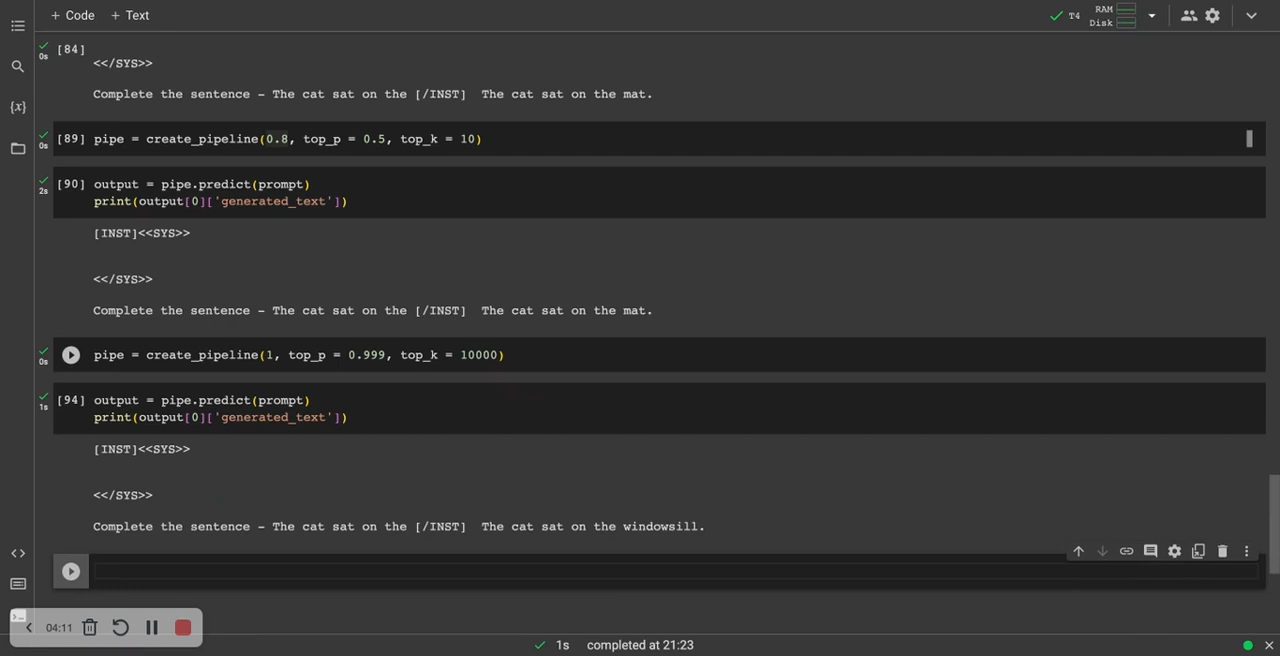 + Code + Text
T4 RAM
Disk
[84]
0s
<</SYS>>
Complete the sentence - The cat sat on the [/INST]  The cat sat on the mat.
[89] pipe = create_pipeline(0.8, top_p = 0.5, top_k = 10)
0s
[90] output = pipe.predict(prompt)
2s
print(output[0]['generated_text'])
[INST]<<SYS>>
<</SYS>>
Complete the sentence - The cat sat on the [/INST]  The cat sat on the mat.
pipe = create_pipeline(1, top_p = 0.999, top_k = 10000)
0s
[94] output = pipe.predict(prompt)
1s
print(output[0]['generated_text'])
[INST]<<SYS>>
<</SYS>>
Complete the sentence - The cat sat on the [/INST]  The cat sat on the windowsill.
04:11
1s completed at 21:23